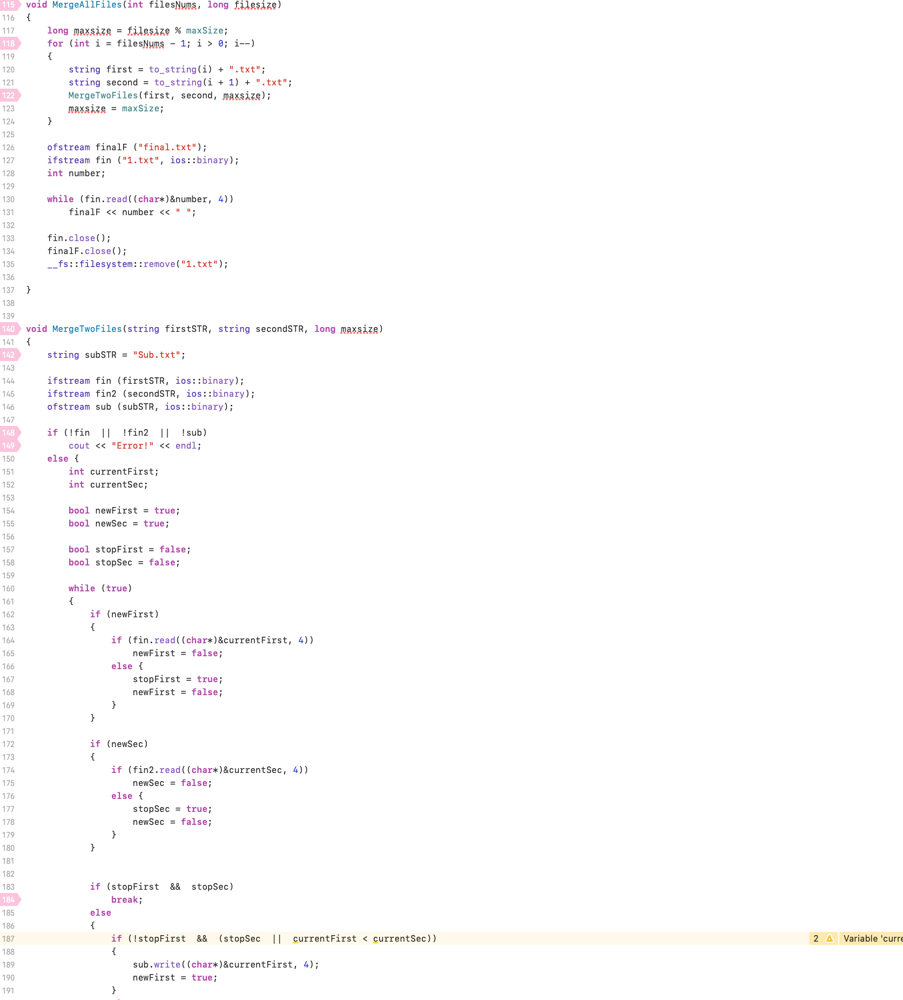 115 void MergeAllFiles(int filesNums, long filesize)
116 {
117     long maxsize = filesize % maxSize;
118     for (int i = filesNums - 1; i > 0; i--)
119     {
120         string first = to_string(i) + ".txt";
121         string second = to_string(i + 1) + ".txt";
122         MergeTwoFiles(first, second, maxsize);
123         maxsize = maxSize;
124     }
125
126     ofstream finalF ("final.txt");
127     ifstream fin ("1.txt", ios::binary);
128     int number;
129
130     while (fin.read((char*)&number, 4))
131         finalF << number << " ";
132
133     fin.close();
134     finalF.close();
135     __fs::filesystem::remove("1.txt");
136
137 }
138
139
140 void MergeTwoFiles(string firstSTR, string secondSTR, long maxsize)
141 {
142     string subSTR = "Sub.txt";
143
144     ifstream fin (firstSTR, ios::binary);
145     ifstream fin2 (secondSTR, ios::binary);
146     ofstream sub (subSTR, ios::binary);
147
148     if (!fin  ||  !fin2  ||  !sub)
149         cout << "Error!" << endl;
150     else {
151         int currentFirst;
152         int currentSec;
153
154         bool newFirst = true;
155         bool newSec = true;
156
157         bool stopFirst = false;
158         bool stopSec = false;
159
160         while (true)
161         {
162             if (newFirst)
163             {
164                 if (fin.read((char*)&currentFirst, 4))
165                     newFirst = false;
166                 else {
167                     stopFirst = true;
168                     newFirst = false;
169                 }
170             }
171
172             if (newSec)
173             {
174                 if (fin2.read((char*)&currentSec, 4))
175                     newSec = false;
176                 else {
177                     stopSec = true;
178                     newSec = false;
179                 }
180             }
181
182
183             if (stopFirst  &&  stopSec)
184                 break;
185             else
186             {
187                 if (!stopFirst  &&  (stopSec  ||  currentFirst < currentSec)) 2 Variable 'curre
188                 {
189                     sub.write((char*)&currentFirst, 4);
190                     newFirst = true;
191                 }